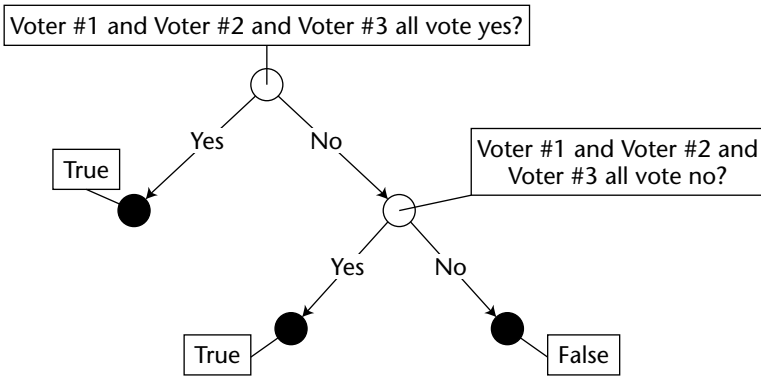 Voter #1 and Voter #2 and Voter #3 all vote yes?
Yes
No
True
Voter #1 and Voter #2 and
Voter #3 all vote no?
Yes
No
True
False